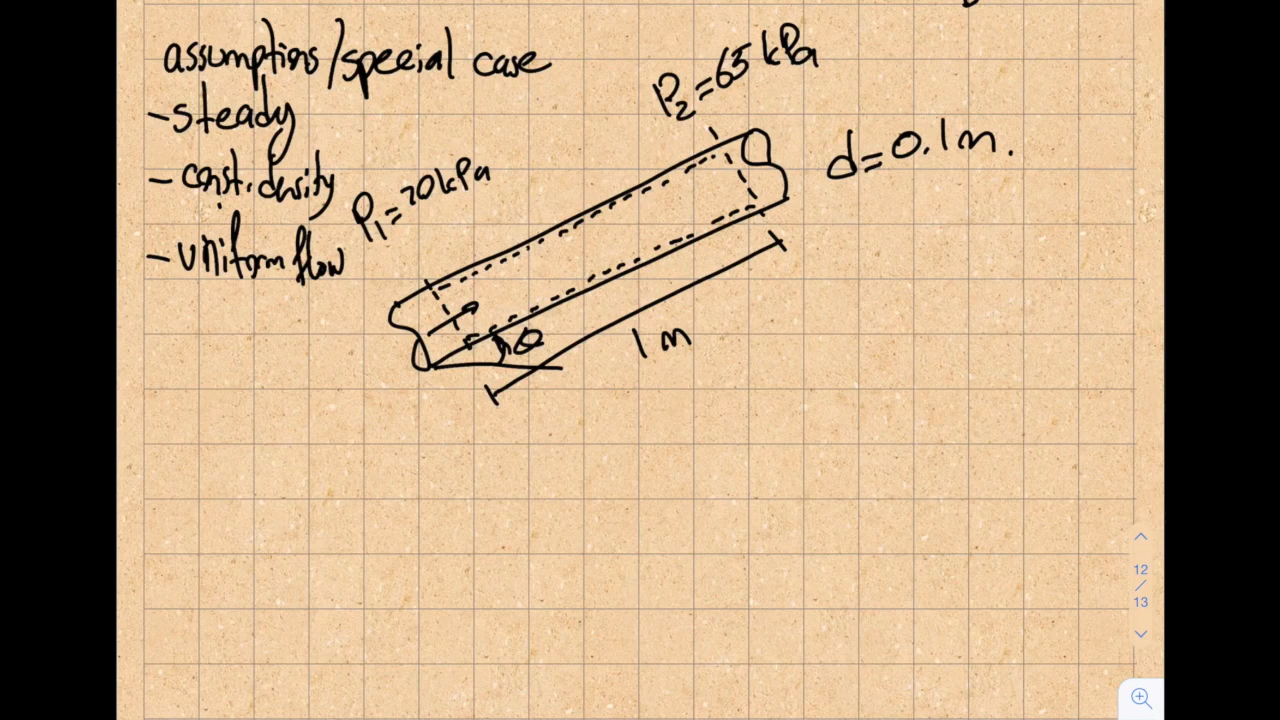 assumptions/special case
-steady
-const. density
-uniform flow
P₁=70kPa
P₂=65 kPa
d=0.1m.
θ
1 m
12
/
13